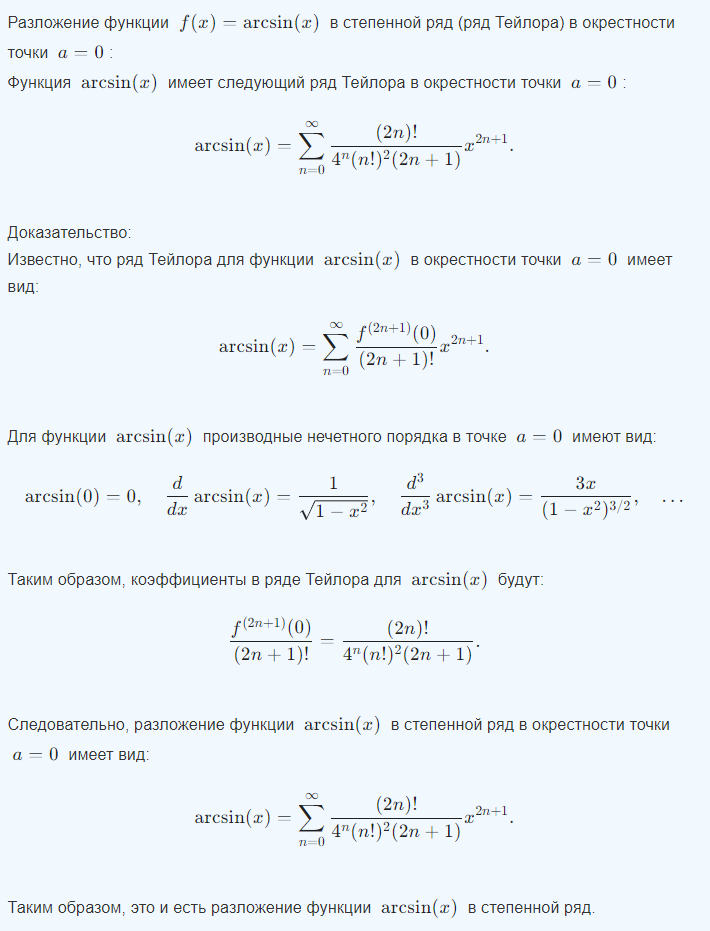 Разложение функции f(x) = arcsin(x) в степенной ряд (ряд Тейлора) в окрестности
точки a = 0 :
Функция arcsin(x) имеет следующий ряд Тейлора в окрестности точки a = 0 :
arcsin(x) = \sum_{n=0}^{\infty} \frac{(2n)!}{4^n(n!)^2(2n+1)} x^{2n+1}.
Доказательство:
Известно, что ряд Тейлора для функции arcsin(x) в окрестности точки a = 0 имеет
вид:
arcsin(x) = \sum_{n=0}^{\infty} \frac{f^{(2n+1)}(0)}{(2n+1)!} x^{2n+1}.
Для функции arcsin(x) производные нечетного порядка в точке a = 0 имеют вид:
arcsin(0) = 0, \frac{d}{dx} arcsin(x) = \frac{1}{\sqrt{1-x^2}}, \frac{d^3}{dx^3} arcsin(x) = \frac{3x}{(1-x^2)^{3/2}}, ...
Таким образом, коэффициенты в ряде Тейлора для arcsin(x) будут:
\frac{f^{(2n+1)}(0)}{(2n+1)!} = \frac{(2n)!}{4^n(n!)^2(2n+1)}.
Следовательно, разложение функции arcsin(x) в степенной ряд в окрестности точки
a = 0 имеет вид:
arcsin(x) = \sum_{n=0}^{\infty} \frac{(2n)!}{4^n(n!)^2(2n+1)} x^{2n+1}.
Таким образом, это и есть разложение функции arcsin(x) в степенной ряд.